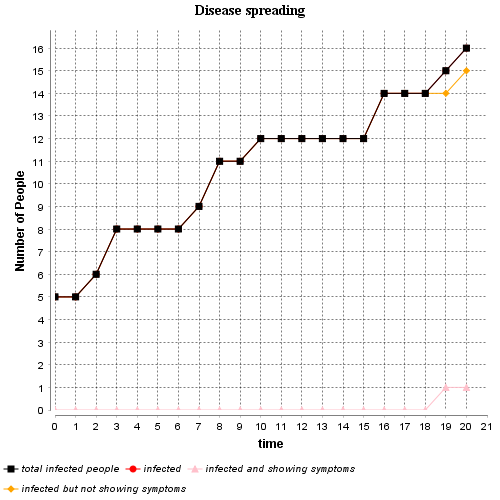 Disease spreading
Number of People
16
15
14
13
12
11
10
9
8
7
6
5
4
3
2
1
0
0 1 2 3 4 5 6 7 8 9 10 11 12 13 14 15 16 17 18 19 20 21
time
total infected people infected infected and showing symptoms
infected but not showing symptoms